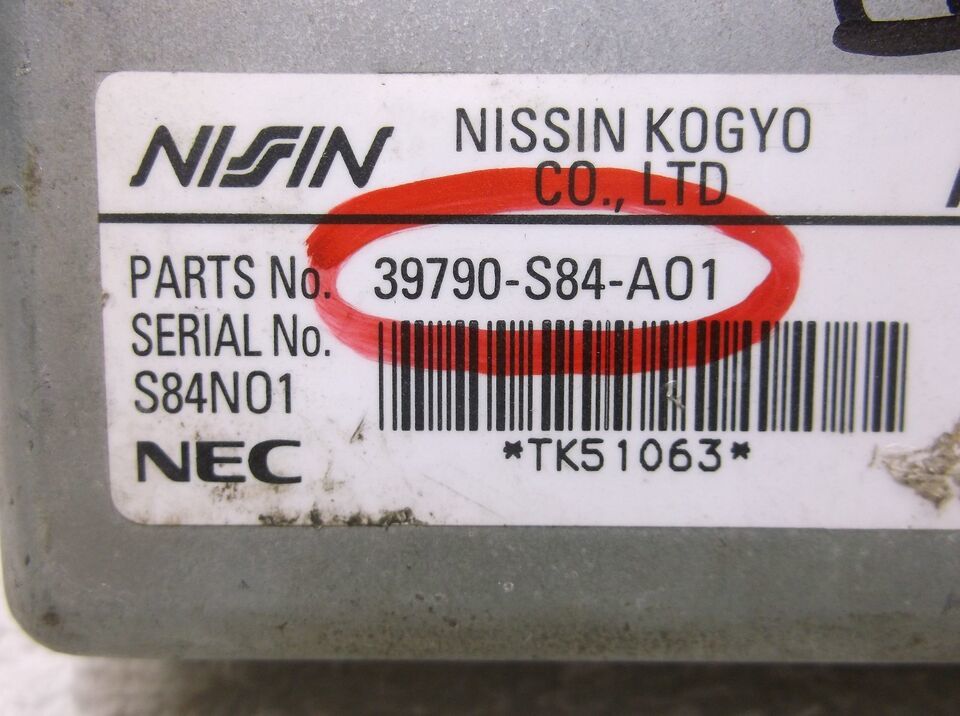 NISSIN
NISSIN KOGYO
CO., LTD
PARTS No. 39790-S84-A01
SERIAL No.
S84N01
NEC
*TK51063*